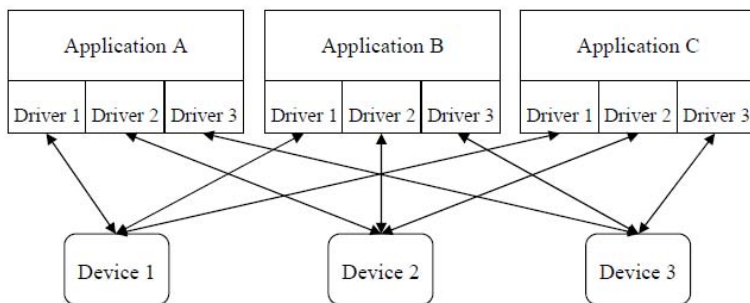 Application A
Application B
Application C
Driver 1 Driver 2 Driver 3
Driver 1 Driver 2 Driver 3
Driver 1 Driver 2 Driver 3
Device 1
Device 2
Device 3